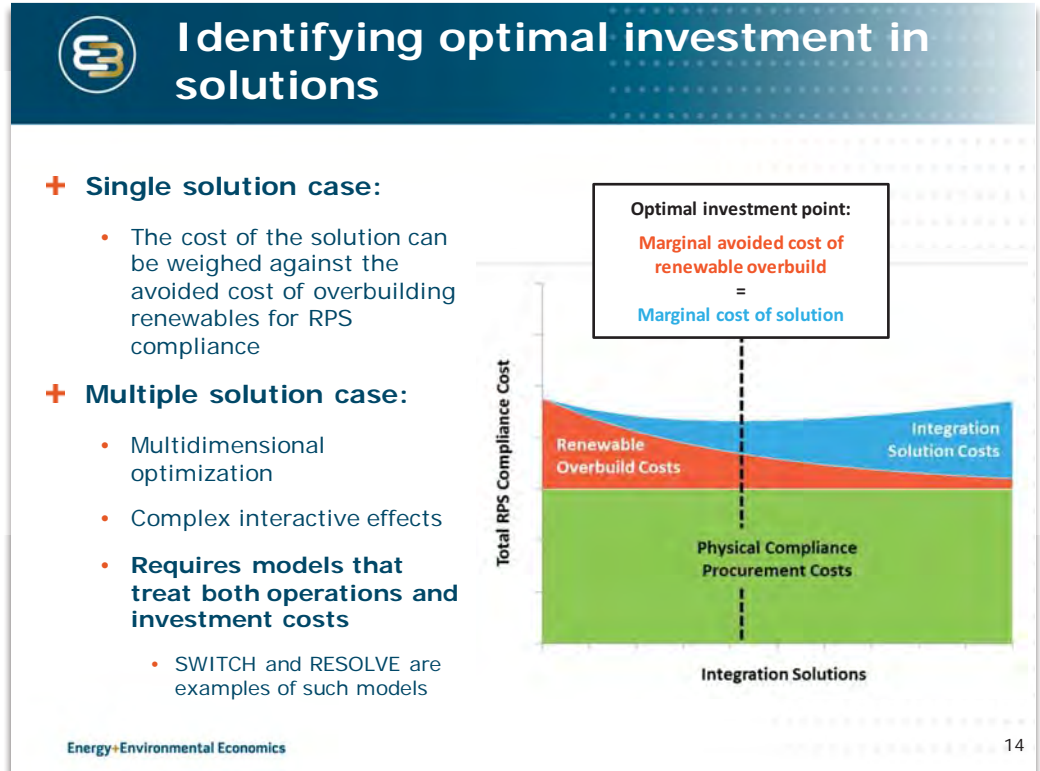 Identifying optimal investment in
solutions
+ Single solution case:
• The cost of the solution can
be weighed against the
avoided cost of overbuilding
renewables for RPS
compliance
+ Multiple solution case:
• Multidimensional
optimization
• Complex interactive effects
• Requires models that
treat both operations and
investment costs
• SWITCH and RESOLVE are
examples of such models
Optimal investment point:
Marginal avoided cost of
renewable overbuild
=
Marginal cost of solution
Total RPS Compliance Cost
Renewable
Overbuild Costs
Integration
Solution Costs
Physical Compliance
Procurement Costs
Integration Solutions
Energy+Environmental Economics
14